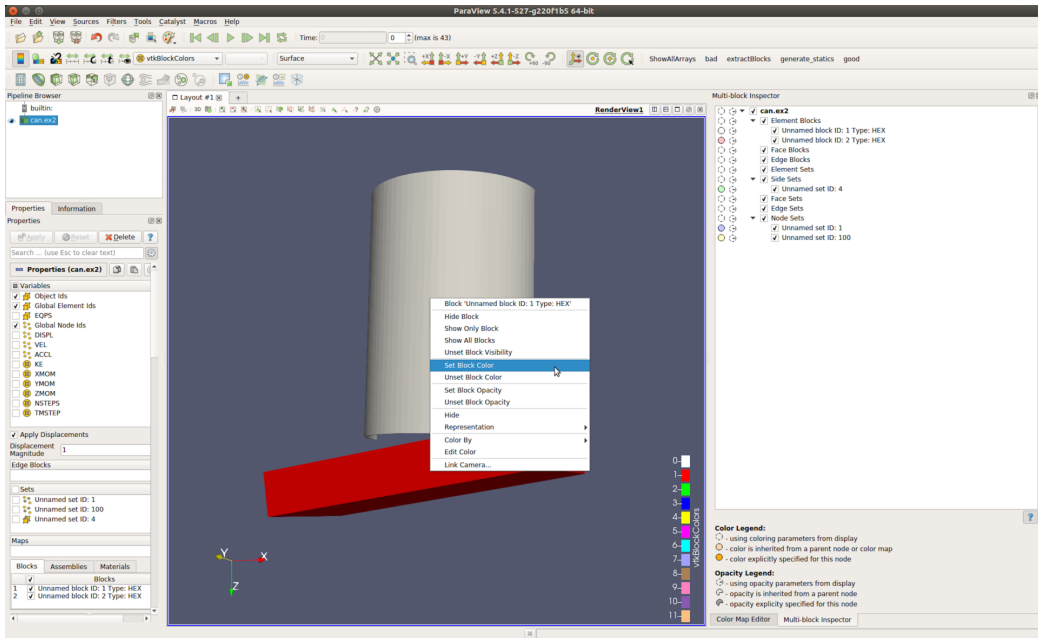 ParaView 5.4.1-527-g220f1b5 64-bit
File Edit View Sources Filters Tools Catalyst Macros Help
Time: 0 0 (max is 43)
vtkBlockColors Surface ShowAllArrays bad extractBlocks generate_statics good
Pipeline Browser
builtin:
can.ex2
Properties Information
Properties
Apply Reset Delete ?
Search ... (use Esc to clear text)
Properties (can.ex2)
Variables
Object Ids
Global Element Ids
EQPS
Global Node Ids
DISPL
VEL
ACCL
KE
XMOM
YMOM
ZMOM
NSTEPS
TMSTEP
Apply Displacements
Displacement Magnitude 1
Edge Blocks
Sets
Unnamed set ID: 1
Unnamed set ID: 100
Unnamed set ID: 4
Maps
Blocks Assemblies Materials
Blocks
1 Unnamed block ID: 1 Type: HEX
2 Unnamed block ID: 2 Type: HEX
Layout #1 +
3D RenderView1
Block 'Unnamed block ID: 1 Type: HEX'
Hide Block
Show Only Block
Show All Blocks
Unset Block Visibility
Set Block Color
Unset Block Color
Set Block Opacity
Unset Block Opacity
Hide
Representation
Color By
Edit Color
Link Camera...
Y X
Z
0
1
2
3
4
5
6
7
8
9
10
11
vtkBlockColors
Multi-block Inspector
can.ex2
Element Blocks
Unnamed block ID: 1 Type: HEX
Unnamed block ID: 2 Type: HEX
Face Blocks
Edge Blocks
Element Sets
Side Sets
Unnamed set ID: 4
Face Sets
Edge Sets
Node Sets
Unnamed set ID: 1
Unnamed set ID: 100
?
Color Legend:
- using coloring parameters from display
- color is inherited from a parent node or color map
- color explicitly specified for this node
Opacity Legend:
- using opacity parameters from display
- opacity is inherited from a parent node
- opacity explicity specified for this node
Color Map Editor Multi-block Inspector